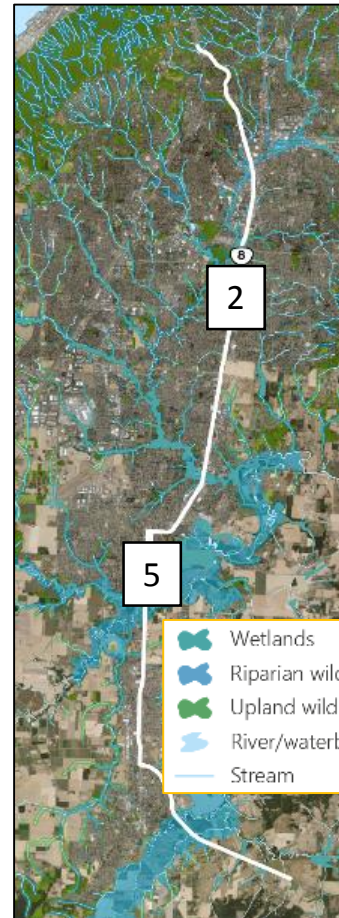 8
2
5
Wetlands
Riparian wild
Upland wild
River/waterb
Stream